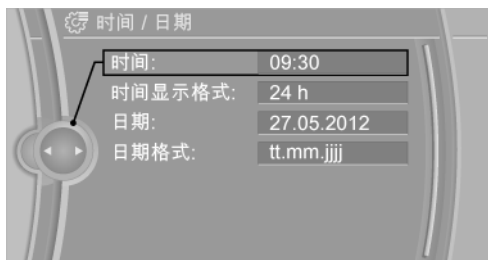 时间 / 日期
时间: 09:30
时间显示格式: 24 h
日期: 27.05.2012
日期格式: tt.mm.jjjj